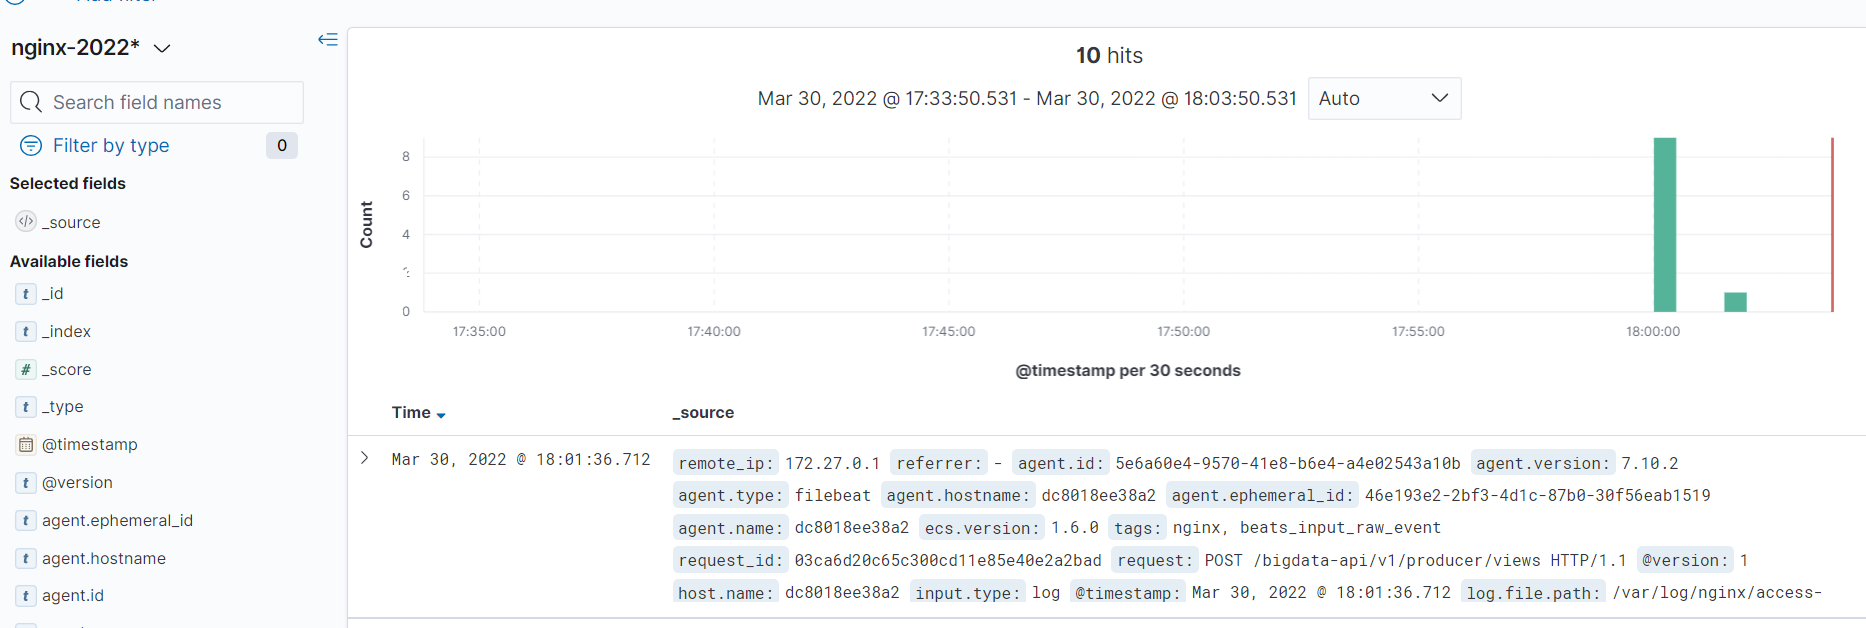 Add filter
nginx-2022*
Search field names
Filter by type 0
Selected fields
_source
Available fields
t _id
t _index
# _score
t _type
@timestamp
t @version
t agent.ephemeral_id
t agent.hostname
t agent.id
10 hits
Mar 30, 2022 @ 17:33:50.531 - Mar 30, 2022 @ 18:03:50.531 Auto
Count
8
6
4
2
0
17:35:00 17:40:00 17:45:00 17:50:00 17:55:00 18:00:00
@timestamp per 30 seconds
Time _source
Mar 30, 2022 @ 18:01:36.712 remote_ip: 172.27.0.1 referrer: - agent.id: 5e6a60e4-9570-41e8-b6e4-a4e02543a10b agent.version: 7.10.2
agent.type: filebeat agent.hostname: dc8018ee38a2 agent.ephemeral_id: 46e193e2-2bf3-4d1c-87b0-30f56eab1519
agent.name: dc8018ee38a2 ecs.version: 1.6.0 tags: nginx, beats_input_raw_event
request_id: 03ca6d20c65c300cd11e85e40e2a2bad request: POST /bigdata-api/v1/producer/views HTTP/1.1 @version: 1
host.name: dc8018ee38a2 input.type: log @timestamp: Mar 30, 2022 @ 18:01:36.712 log.file.path: /var/log/nginx/access-